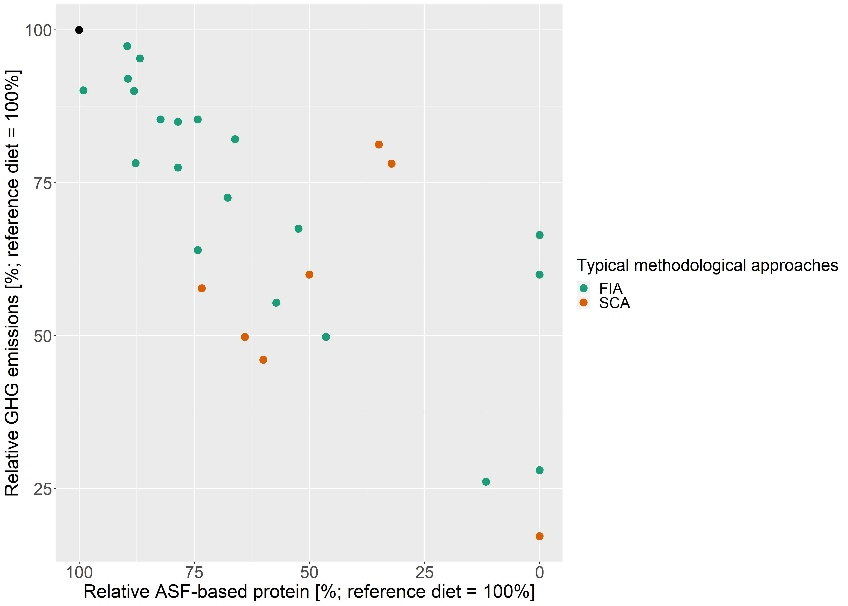 Relative GHG emissions [%; reference diet = 100%]
100
75
50
25
100 75 50 25 0
Relative ASF-based protein [%; reference diet = 100%]
Typical methodological approaches
FIA
SCA